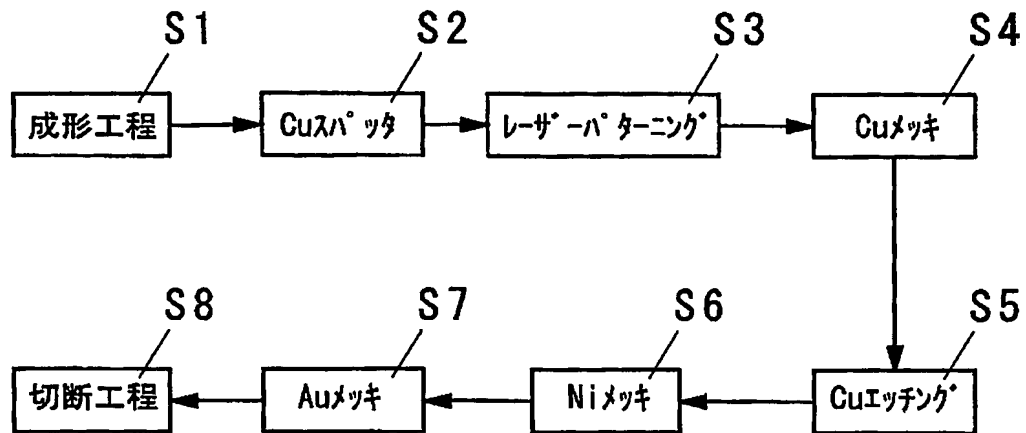 S1
S2
S3
S4
成形工程
Cuスパッタ
レーザーパターニング
Cuメッキ
S8
S7
S6
S5
切断工程
Auメッキ
Niメッキ
Cuエッチング